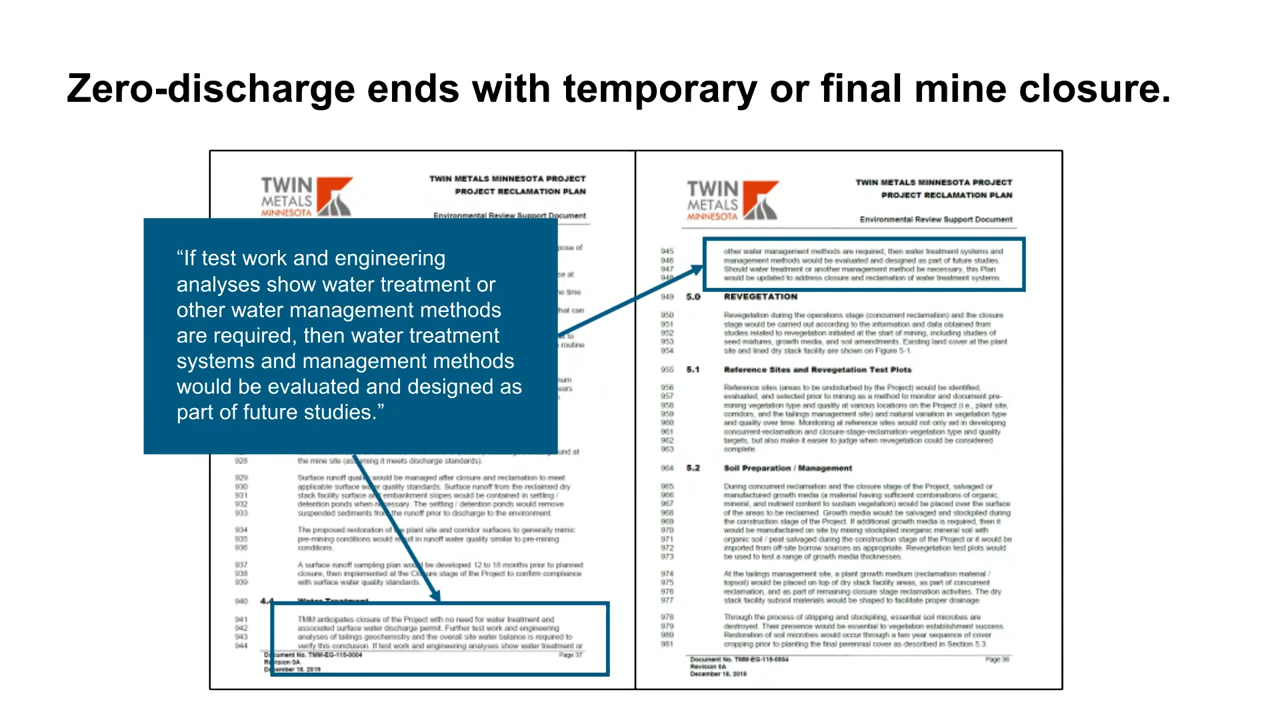 Zero-discharge ends with temporary or final mine closure.
TWIN
METALS
MINNESOTA
TWIN METALS MINNESOTA PROJECT
PROJECT RECLAMATION PLAN
Environmental Review Support Document
“If test work and engineering
analyses show water treatment or
other water management methods
are required, then water treatment
systems and management methods
would be evaluated and designed as
part of future studies.”
928 the mine site (assuming it meets discharge standards).
929 Surface runoff quality would be managed after closure and reclamation to meet
930 applicable surface water quality standards. Surface runoff from the reclaimed dry
931 stack facility surface and embankment slopes would be contained in settling /
932 detention ponds when necessary. The settling / detention ponds would remove
933 suspended sediments from the runoff prior to discharge to the environment.
934 The proposed restoration of the plant site and corridor surfaces to generally mimic
935 pre-mining conditions would result in runoff water quality similar to pre-mining
936 conditions.
937 A surface runoff sampling plan would be developed 12 to 18 months prior to planned
938 closure, then implemented at the Closure stage of the Project to confirm compliance
939 with surface water quality standards.
940 4.4 Water Treatment
941 TMM anticipates closure of the Project with no need for water treatment and
942 associated surface water discharge permit. Further test work and engineering
943 analyses of tailings geochemistry and the overall site water balance is required to
944 verify this conclusion. If test work and engineering analyses show water treatment or
Document No. TMM-EG-115-0004 Page 37
Revision 0A
December 18, 2019
TWIN
METALS
MINNESOTA
TWIN METALS MINNESOTA PROJECT
PROJECT RECLAMATION PLAN
Environmental Review Support Document
945 other water management methods are required, then water treatment systems and
946 management methods would be evaluated and designed as part of future studies.
947 Should water treatment or another management method be necessary, this Plan
948 would be updated to address closure and reclamation of water treatment systems.
949 5.0 REVEGETATION
950 Revegetation during the operations stage (concurrent reclamation) and the closure
951 stage would be carried out according to the information and data obtained from
952 studies related to revegetation initiated at the start of mining, including studies of
953 seed mixtures, growth media, and soil amendments. Existing land cover at the plant
954 site and lined dry stack facility are shown on Figure 5-1.
955 5.1 Reference Sites and Revegetation Test Plots
956 Reference sites (areas to be undisturbed by the Project) would be identified,
957 evaluated, and selected prior to mining as a method to monitor and document pre-
958 mining vegetation type and quality at various locations on the Project (i.e., plant site,
959 corridors, and the tailings management site) and natural variation in vegetation type
960 and quality over time. Monitoring at reference sites would not only aid in developing
961 concurrent-reclamation and closure-stage-reclamation-vegetation type and quality
962 targets, but also make it easier to judge when revegetation could be considered
963 complete.
964 5.2 Soil Preparation / Management
965 During concurrent reclamation and the closure stage of the Project, salvaged or
966 manufactured growth media (a material having sufficient combinations of organic,
967 mineral, and nutrient content to sustain vegetation) would be placed over the surface
968 of the areas to be reclaimed. Growth media would be salvaged and stockpiled during
969 the construction stage of the Project. If additional growth media is required, then it
970 would be manufactured on site by mixing stockpiled inorganic mineral soil with
971 organic soil / peat salvaged during the construction stage of the Project or it would be
972 imported from off-site borrow sources as appropriate. Revegetation test plots would
973 be used to test a range of growth media thicknesses.
974 At the tailings management site, a plant growth medium (reclamation material /
975 topsoil) would be placed on top of dry stack facility areas, as part of concurrent
976 reclamation, and as part of remaining closure stage reclamation activities. The dry
977 stack facility subsoil materials would be shaped to facilitate proper drainage.
978 Through the process of stripping and stockpiling, essential soil microbes are
979 destroyed. Their presence would be essential to vegetation establishment success.
980 Restoration of soil microbes would occur through a two year sequence of cover
981 cropping prior to planting the final perennial cover as described in Section 5.3.
Document No. TMM-EG-115-0004 Page 38
Revision 0A
December 18, 2019